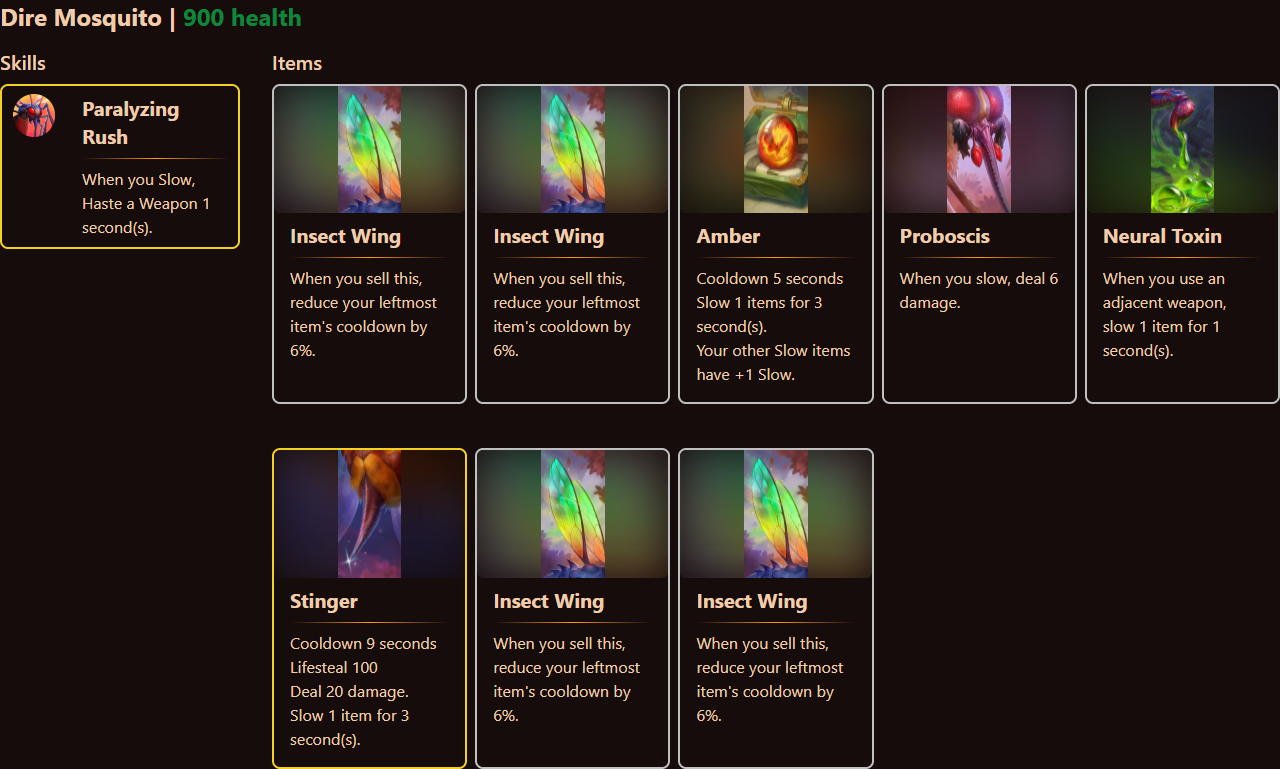 Dire Mosquito | 900 health
Skills
Paralyzing
Rush
When you Slow,
Haste a Weapon 1
second(s).
Items
Insect Wing
When you sell this,
reduce your leftmost
item's cooldown by
6%.
Insect Wing
When you sell this,
reduce your leftmost
item's cooldown by
6%.
Amber
Cooldown 5 seconds
Slow 1 items for 3
second(s).
Your other Slow items
have +1 Slow.
Proboscis
When you slow, deal 6
damage.
Neural Toxin
When you use an
adjacent weapon,
slow 1 item for 1
second(s).
Stinger
Cooldown 9 seconds
Lifesteal 100
Deal 20 damage.
Slow 1 item for 3
second(s).
Insect Wing
When you sell this,
reduce your leftmost
item's cooldown by
6%.
Insect Wing
When you sell this,
reduce your leftmost
item's cooldown by
6%.